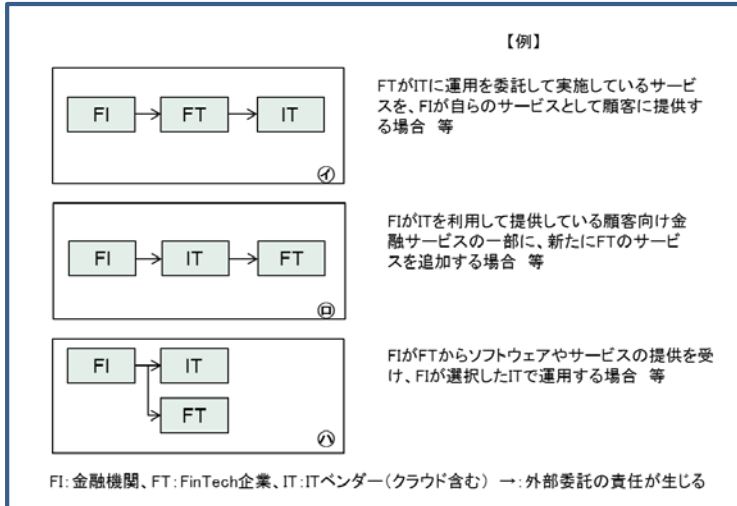 【例】
FI
FT
IT
㋑
FTがITに運用を委託して実施しているサービ
スを、FIが自らのサービスとして顧客に提供す
る場合 等
FI
IT
FT
㋺
FIがITを利用して提供している顧客向け金
融サービスの一部に、新たにFTのサービ
スを追加する場合 等
FI
IT
FT
㋩
FIがFTからソフトウェアやサービスの提供を受
け、FIが選択したITで運用する場合 等
FI:金融機関、FT:FinTech企業、IT:ITベンダー(クラウド含む) →:外部委託の責任が生じる